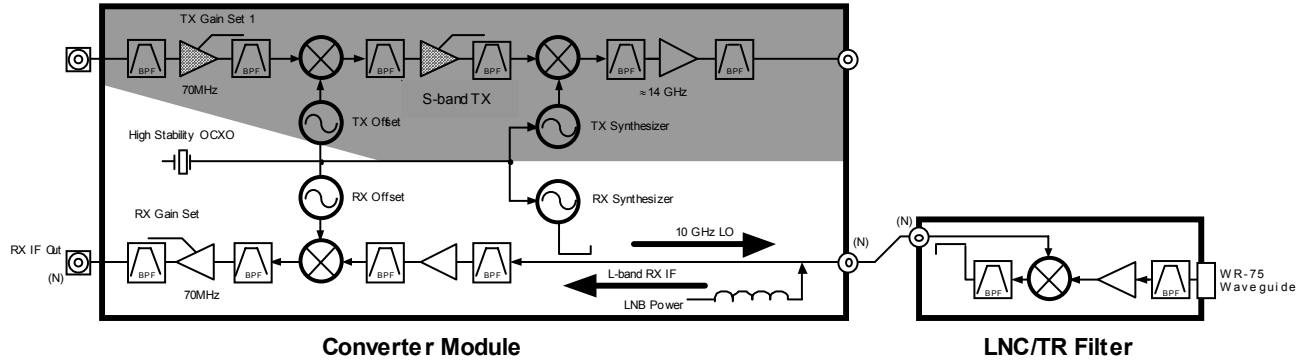 TX Gain Set 1
BPF
BPF
BPF
BPF
BPF
BPF
70MHz
S-band TX
≈14 GHz
TX Offset
TX Synthesizer
High Stability OCXO
RX Offset
RX Synthesizer
RX Gain Set
RX IF Out
(N)
BPF
BPF
BPF
BPF
70MHz
10 GHz LO
L-band RX IF
LNB Power
(N)
(N)
BPF
BPF
WR-75
Waveguide
Converter Module
LNC/TR Filter